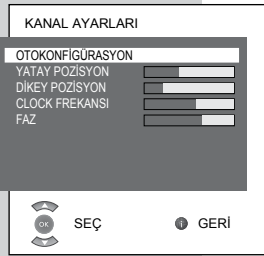 KANAL AYARLARI
OTOKONFİGÜRASYON
YATAY POZİSYON
DİKEY POZİSYON
CLOCK FREKANSI
FAZ
OK SEÇ i GERİ